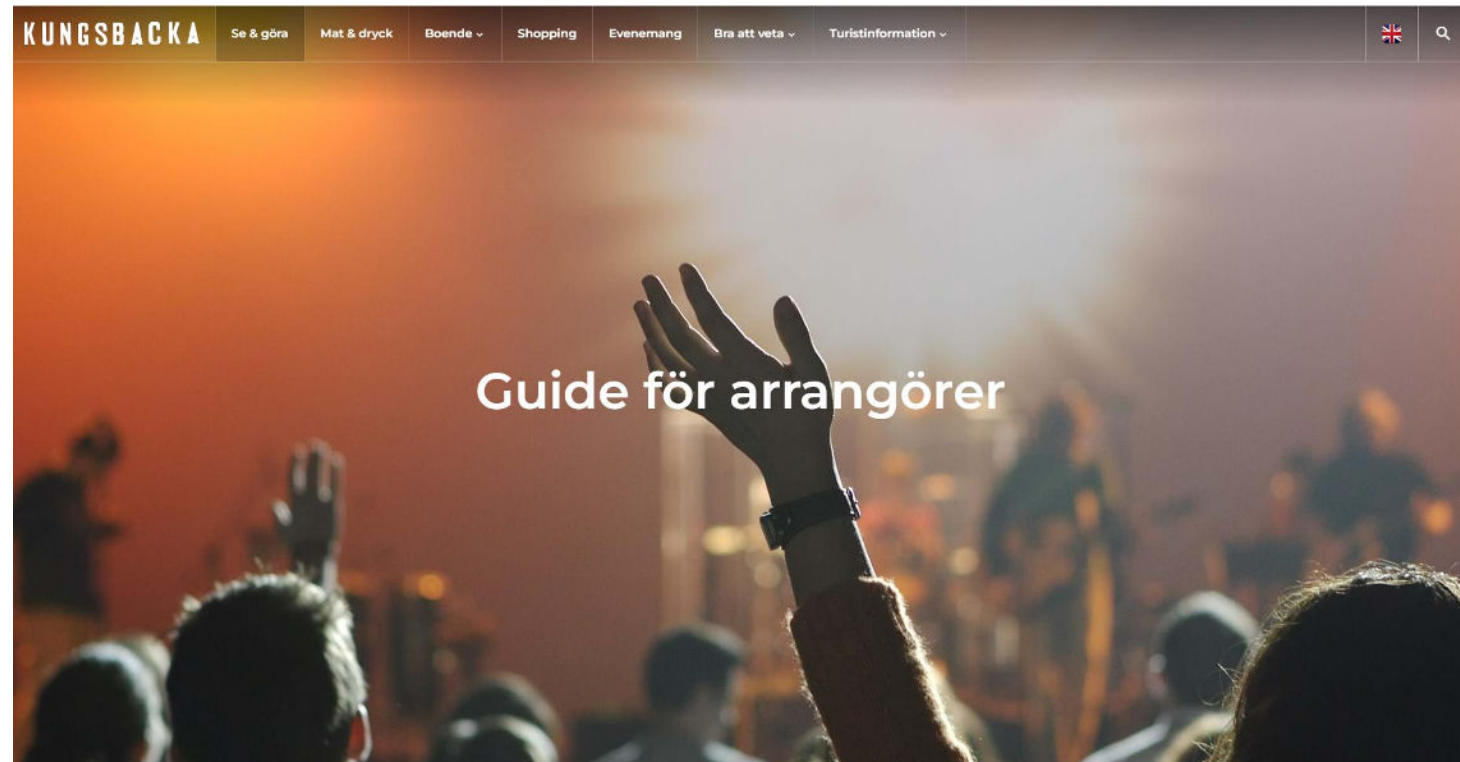 KUNGSBACKA
Se & göra
Mat & dryck
Boende
Shopping
Evenemang
Bra att veta
Turistinformation
Guide för arrangörer